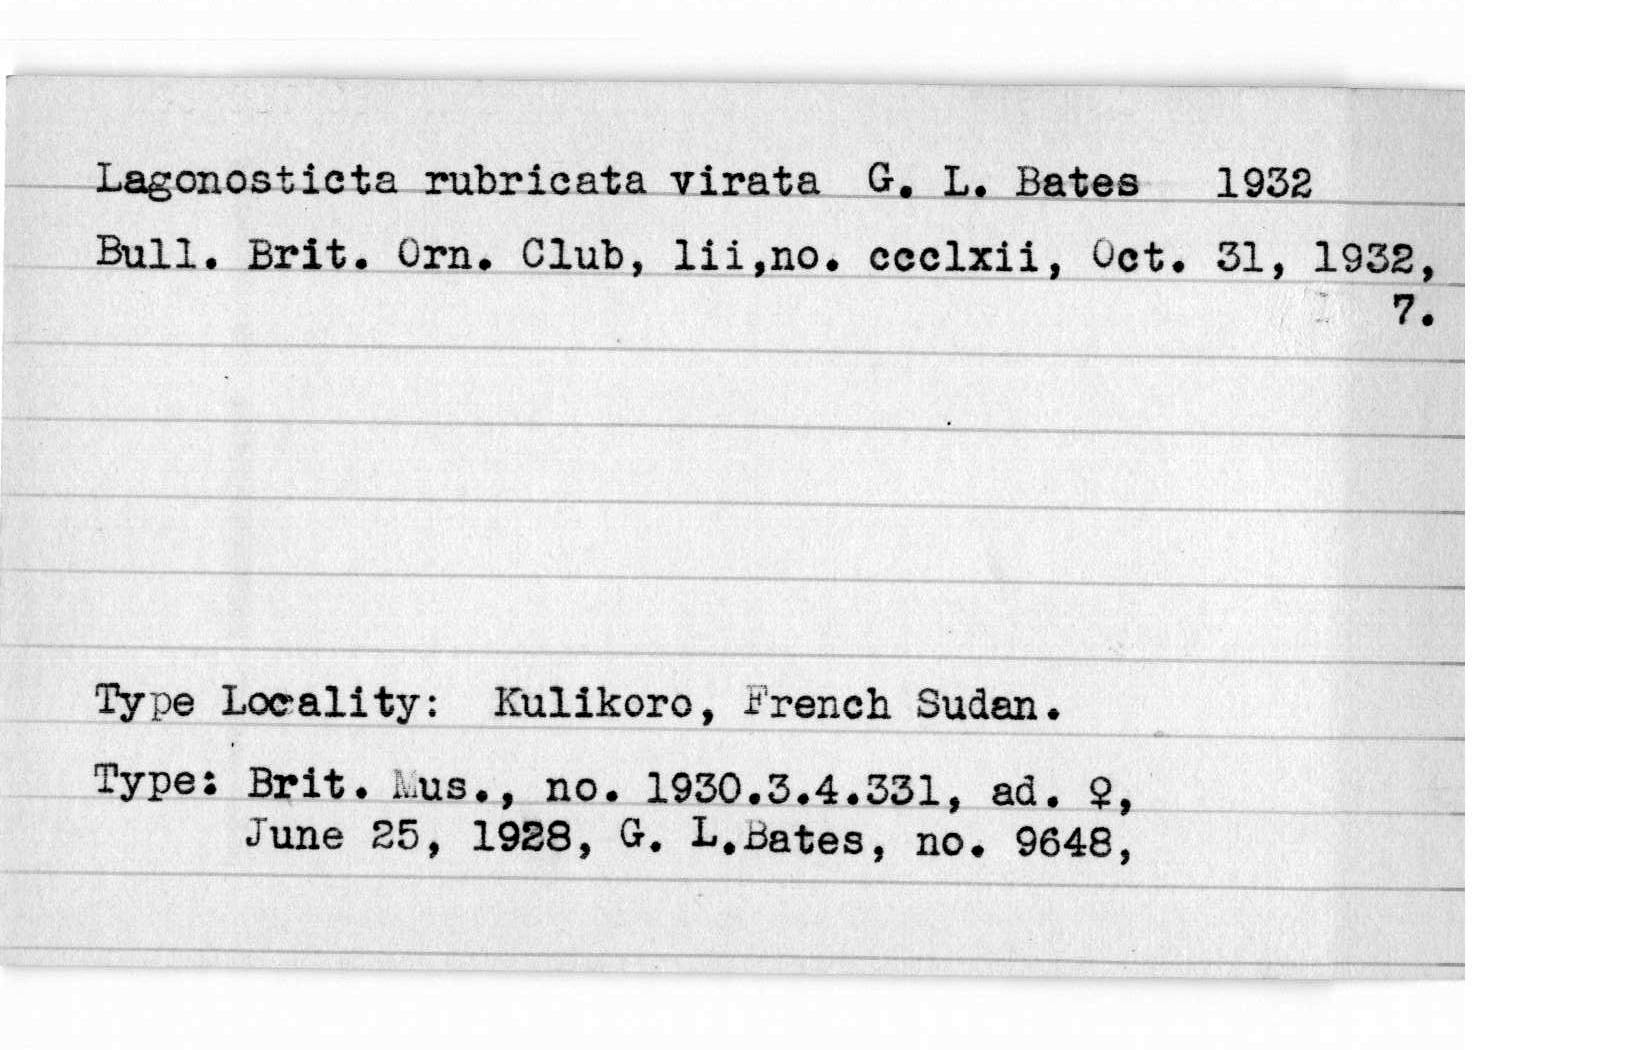 Lagonosticta rubricata virata G. L. Bates 1932
Bull. Brit. Orn. Club, lii,no. ccclxii, Oct. 31, 1932,
7.
Type Locality: Kulikoro, French Sudan.
Type: Brit. Mus., no. 1930.3.4.331, ad. ♀,
June 25, 1928, G. L.Bates, no. 9648,